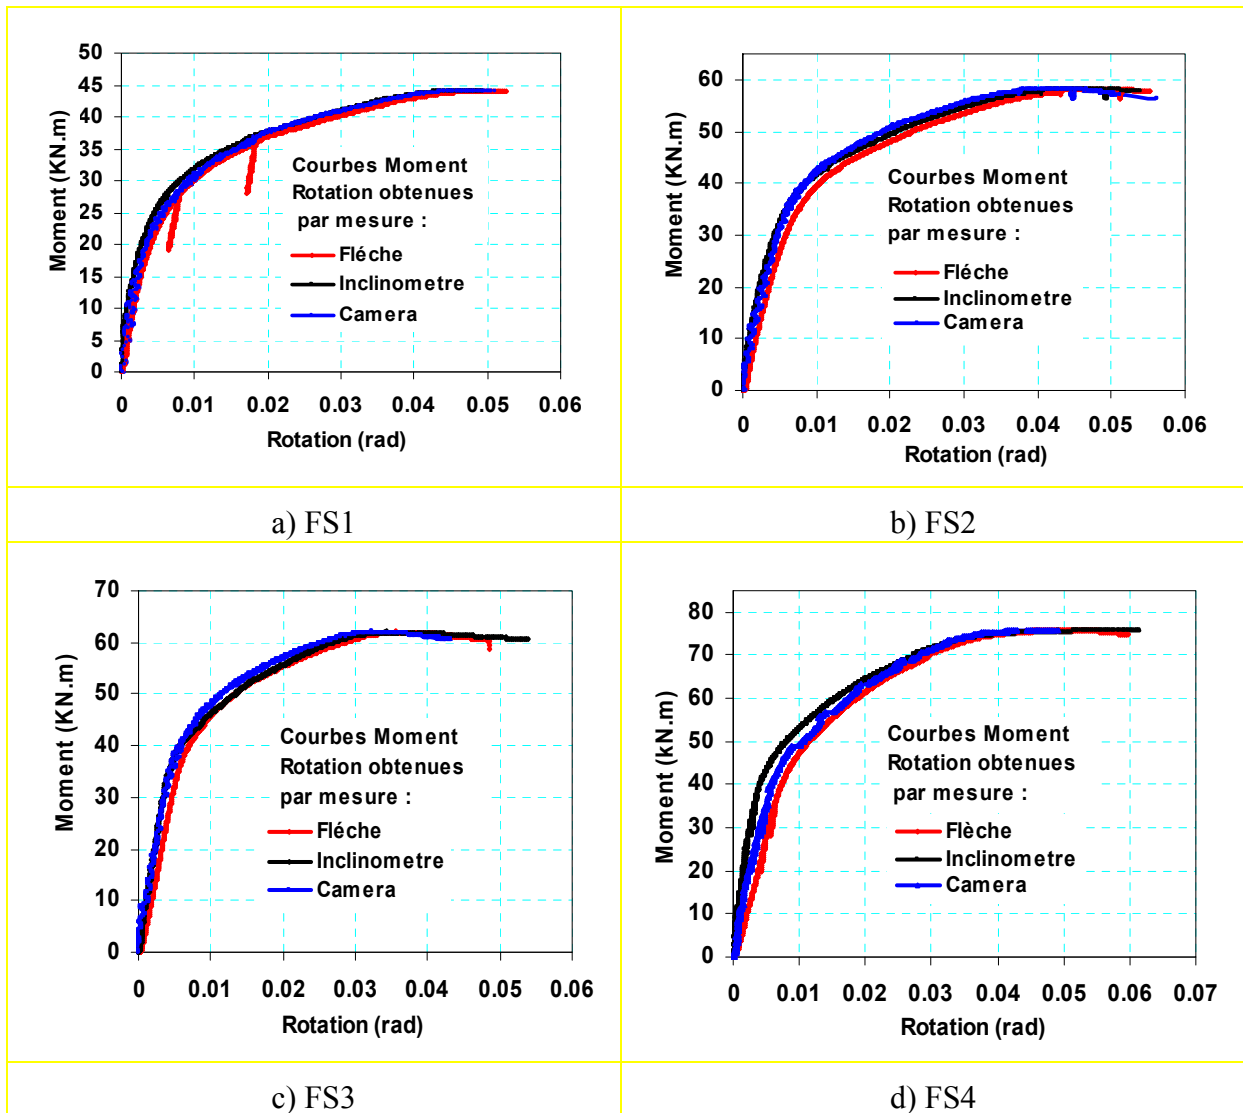 50
45
40
35
30
25
20
15
10
5
0
Moment (KN.m)
Courbes Moment
Rotation obtenues
par mesure :
Fléche
Inclinometre
Camera
0 0.01 0.02 0.03 0.04 0.05 0.06
Rotation (rad)
a) FS1
60
50
40
30
20
10
0
Moment (KN.m)
Courbes Moment
Rotation obtenues
par mesure :
Fléche
Inclinometre
Camera
0 0.01 0.02 0.03 0.04 0.05 0.06
Rotation (rad)
b) FS2
70
60
50
40
30
20
10
0
Moment (KN.m)
Courbes Moment
Rotation obtenues
par mesure :
Fléche
Inclinometre
Camera
0 0.01 0.02 0.03 0.04 0.05 0.06
Rotation (rad)
c) FS3
80
70
60
50
40
30
20
10
0
Moment (kN.m)
Courbes Moment
Rotation obtenues
par mesure :
Flèche
Inclinometre
Camera
0 0.01 0.02 0.03 0.04 0.05 0.06 0.07
Rotation (rad)
d) FS4